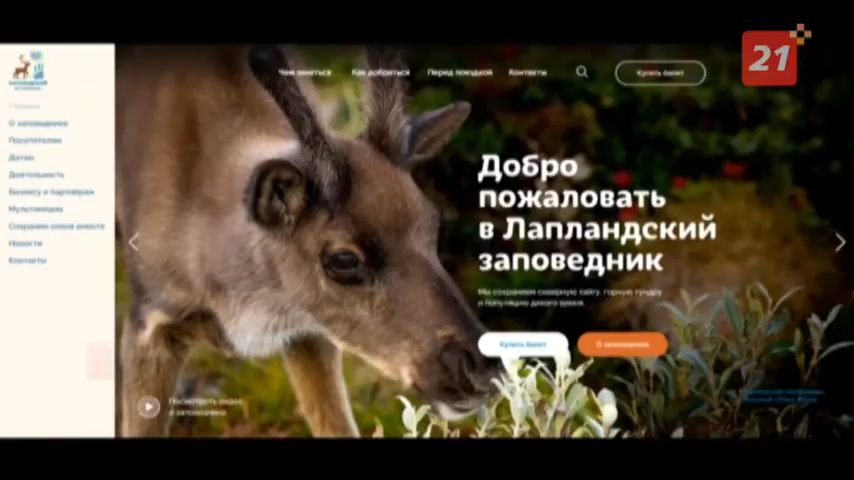 21
Чем заняться
Как добраться
Перед поездкой
Контакты
Купить билет
О заповеднике
Посетителям
Детям
Деятельность
Бизнесу и партнёрам
Мультимедиа
Сохраним оленя вместе
Новости
Контакты
Добро
пожаловать
в Лапландский
заповедник
Мы сохраняем северную тайгу, горную тундру
и популяцию дикого оленя.
Купить билет
О заповеднике
Посмотреть видео
о заповеднике